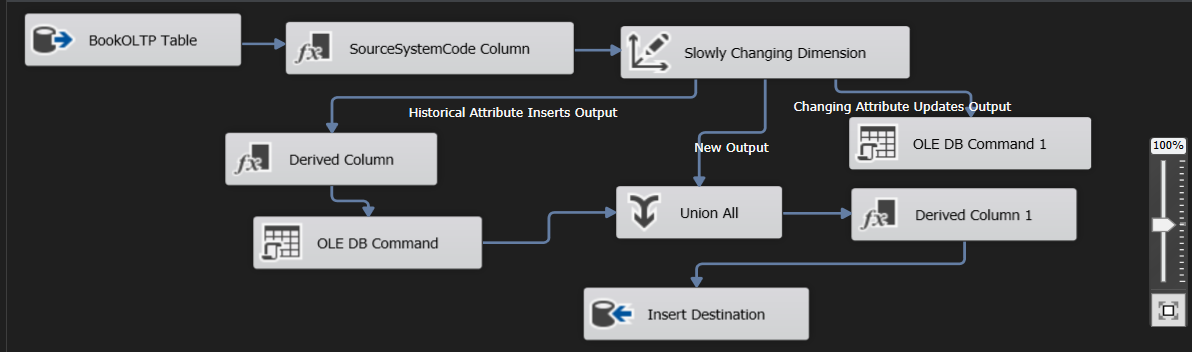 BookOLTP Table
SourceSystemCode Column
Slowly Changing Dimension
Historical Attribute Inserts Output
Changing Attribute Updates Output
New Output
Derived Column
OLE DB Command 1
100%
OLE DB Command
Union All
Derived Column 1
Insert Destination